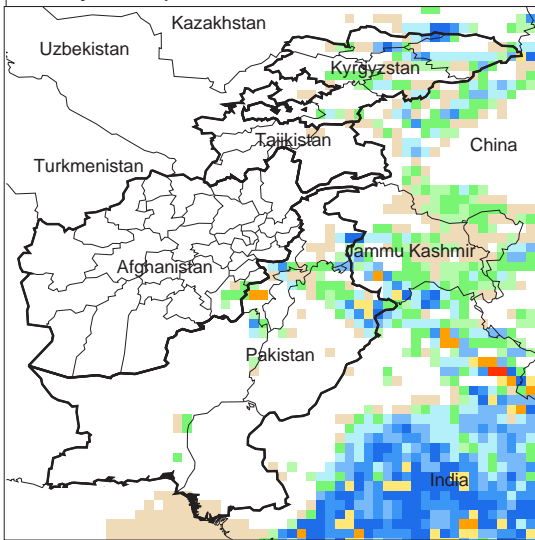 Kazakhstan
Uzbekistan
Kyrgyzstan
Tajikistan
China
Turkmenistan
Jammu Kashmir
Afghanistan
Pakistan
India